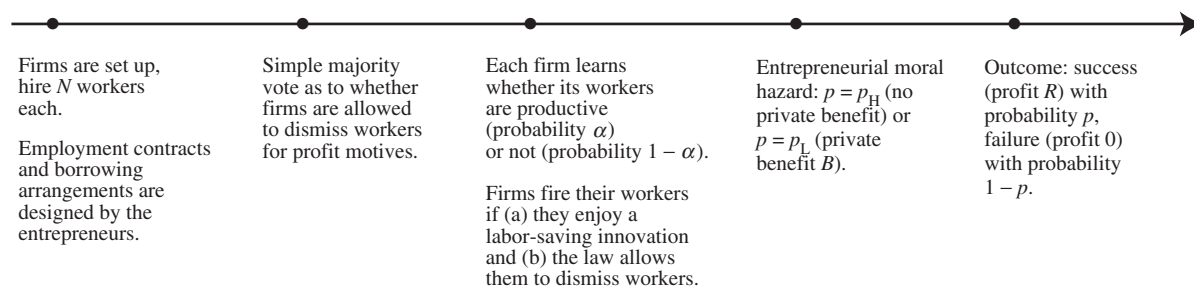 Firms are set up,
hire N workers
each.
Employment contracts
and borrowing
arrangements are
designed by the
entrepreneurs.
Simple majority
vote as to whether
firms are allowed
to dismiss workers
for profit motives.
Each firm learns
whether its workers
are productive
(probability α)
or not (probability 1 − α).
Firms fire their workers
if (a) they enjoy a
labor-saving innovation
and (b) the law allows
them to dismiss workers.
Entrepreneurial moral
hazard: p = p_H (no
private benefit) or
p = p_L (private
benefit B).
Outcome: success
(profit R) with
probability p,
failure (profit 0)
with probability
1 − p.